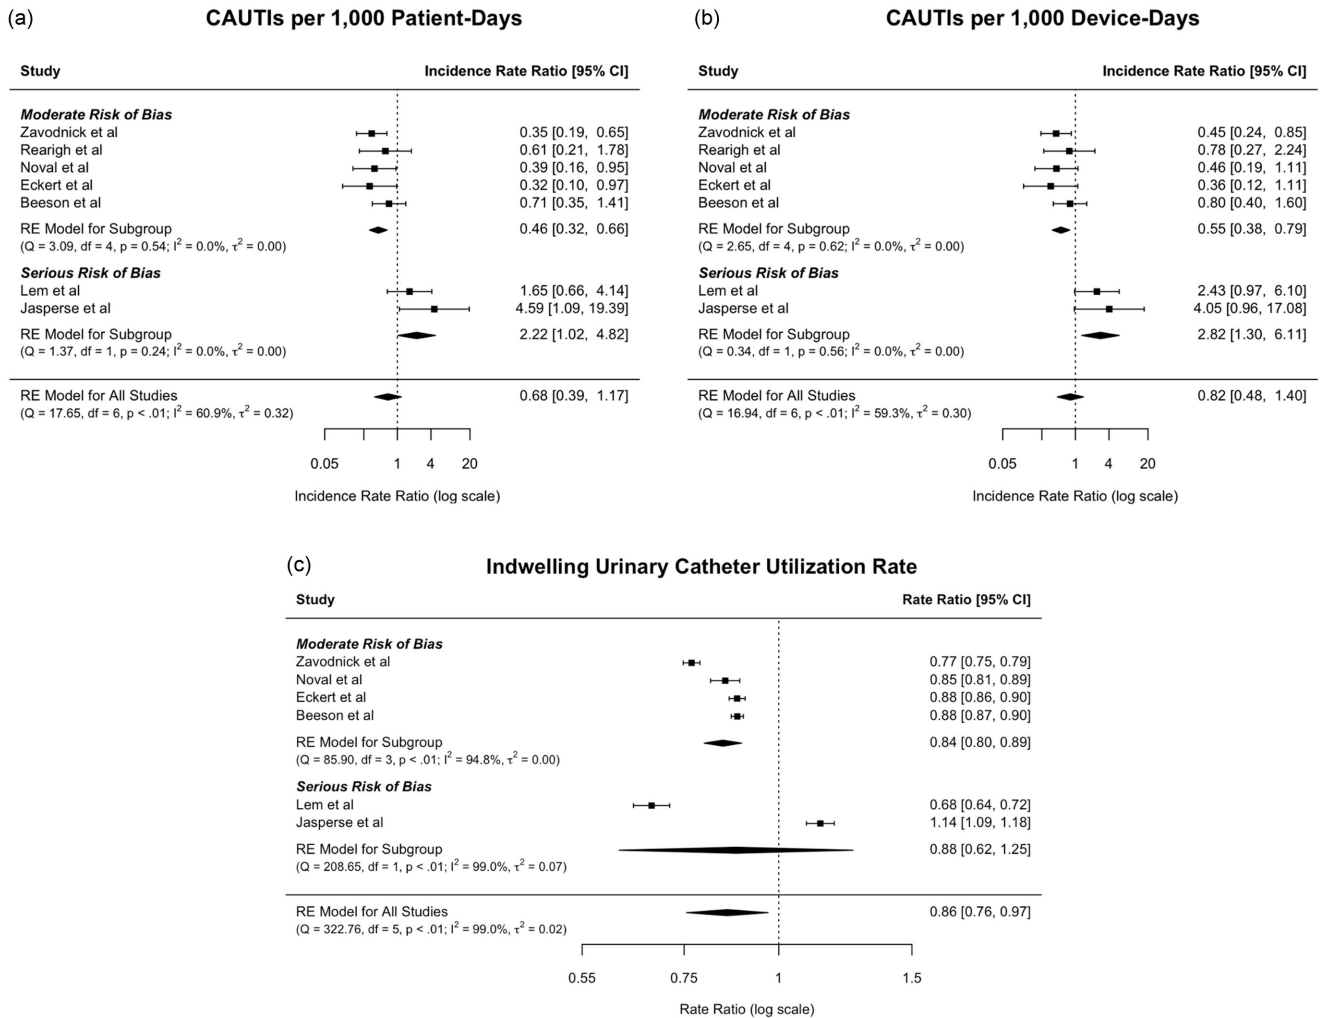 (a) CAUTIs per 1,000 Patient-Days
Study Incidence Rate Ratio [95% CI]
Moderate Risk of Bias
Zavodnick et al 0.35 [0.19, 0.65]
Rearigh et al 0.61 [0.21, 1.78]
Noval et al 0.39 [0.16, 0.95]
Eckert et al 0.32 [0.10, 0.97]
Beeson et al 0.71 [0.35, 1.41]
RE Model for Subgroup 0.46 [0.32, 0.66]
(Q = 3.09, df = 4, p = 0.54; I² = 0.0%, τ² = 0.00)
Serious Risk of Bias
Lem et al 1.65 [0.66, 4.14]
Jasperse et al 4.59 [1.09, 19.39]
RE Model for Subgroup 2.22 [1.02, 4.82]
(Q = 1.37, df = 1, p = 0.24; I² = 0.0%, τ² = 0.00)
RE Model for All Studies 0.68 [0.39, 1.17]
(Q = 17.65, df = 6, p < .01; I² = 60.9%, τ² = 0.32)
0.05 1 4 20
Incidence Rate Ratio (log scale)
(b) CAUTIs per 1,000 Device-Days
Study Incidence Rate Ratio [95% CI]
Moderate Risk of Bias
Zavodnick et al 0.45 [0.24, 0.85]
Rearigh et al 0.78 [0.27, 2.24]
Noval et al 0.46 [0.19, 1.11]
Eckert et al 0.36 [0.12, 1.11]
Beeson et al 0.80 [0.40, 1.60]
RE Model for Subgroup 0.55 [0.38, 0.79]
(Q = 2.65, df = 4, p = 0.62; I² = 0.0%, τ² = 0.00)
Serious Risk of Bias
Lem et al 2.43 [0.97, 6.10]
Jasperse et al 4.05 [0.96, 17.08]
RE Model for Subgroup 2.82 [1.30, 6.11]
(Q = 0.34, df = 1, p = 0.56; I² = 0.0%, τ² = 0.00)
RE Model for All Studies 0.82 [0.48, 1.40]
(Q = 16.94, df = 6, p < .01; I² = 59.3%, τ² = 0.30)
0.05 1 4 20
Incidence Rate Ratio (log scale)
(c) Indwelling Urinary Catheter Utilization Rate
Study Rate Ratio [95% CI]
Moderate Risk of Bias
Zavodnick et al 0.77 [0.75, 0.79]
Noval et al 0.85 [0.81, 0.89]
Eckert et al 0.88 [0.86, 0.90]
Beeson et al 0.88 [0.87, 0.90]
RE Model for Subgroup 0.84 [0.80, 0.89]
(Q = 85.90, df = 3, p < .01; I² = 94.8%, τ² = 0.00)
Serious Risk of Bias
Lem et al 0.68 [0.64, 0.72]
Jasperse et al 1.14 [1.09, 1.18]
RE Model for Subgroup 0.88 [0.62, 1.25]
(Q = 208.65, df = 1, p < .01; I² = 99.0%, τ² = 0.07)
RE Model for All Studies 0.86 [0.76, 0.97]
(Q = 322.76, df = 5, p < .01; I² = 99.0%, τ² = 0.02)
0.55 0.75 1 1.5
Rate Ratio (log scale)